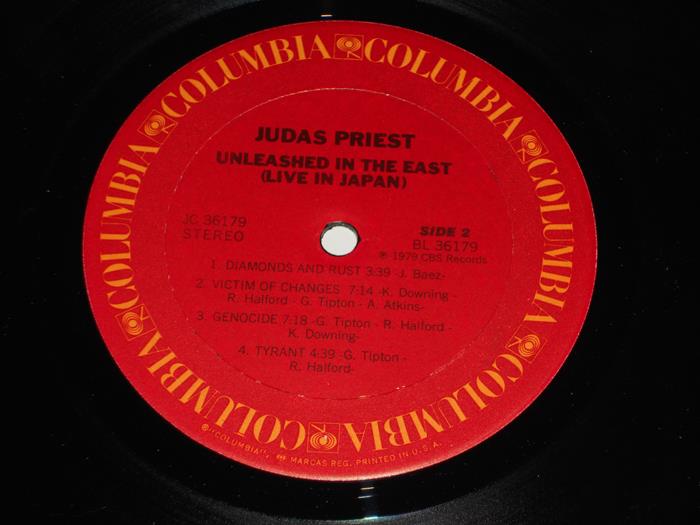 COLUMBIA COLUMBIA COLUMBIA COLUMBIA COLUMBIA COLUMBIA COLUMBIA COLUMBIA
JUDAS PRIEST
UNLEASHED IN THE EAST
(LIVE IN JAPAN)
JC 36179
STEREO
SIDE 2
BL 36179
℗ 1979 CBS Records
1. DIAMONDS AND RUST 3:39 -J. Baez-
2. VICTIM OF CHANGES 7:14 -K. Downing -
R. Halford - G. Tipton - A. Atkins-
3. GENOCIDE 7:18 -G. Tipton - R. Halford -
K. Downing-
4. TYRANT 4:39 -G. Tipton -
R. Halford-
®"COLUMBIA", MARCAS REG. PRINTED IN U.S.A.